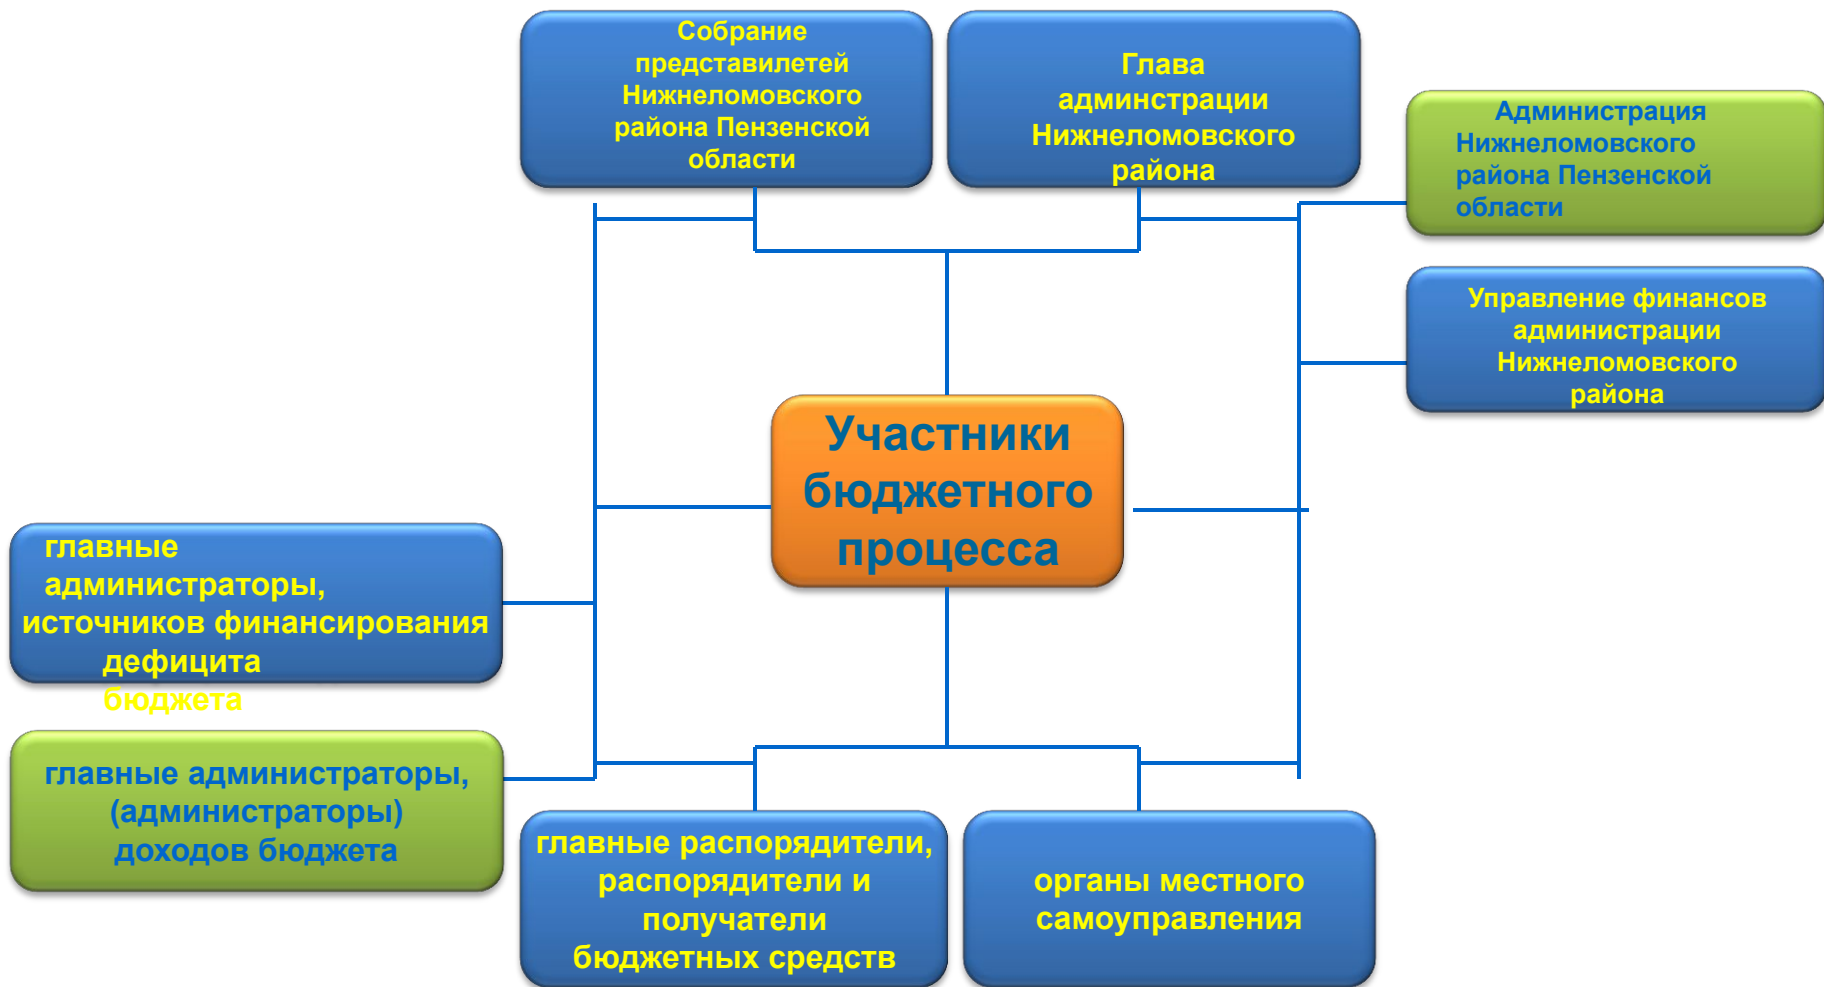 Собрание
представилетей
Нижнеломовского
района Пензенской
области
Глава
админстрации
Нижнеломовского
района
Администрация
Нижнеломовского
района Пензенской
области
Управление финансов
администрации
Нижнеломовского
района
Участники
бюджетного
процесса
главные
администраторы,
источников финансирования
дефицита
бюджета
главные администраторы,
(администраторы)
доходов бюджета
главные распорядители,
распорядители и
получатели
бюджетных средств
органы местного
самоуправления